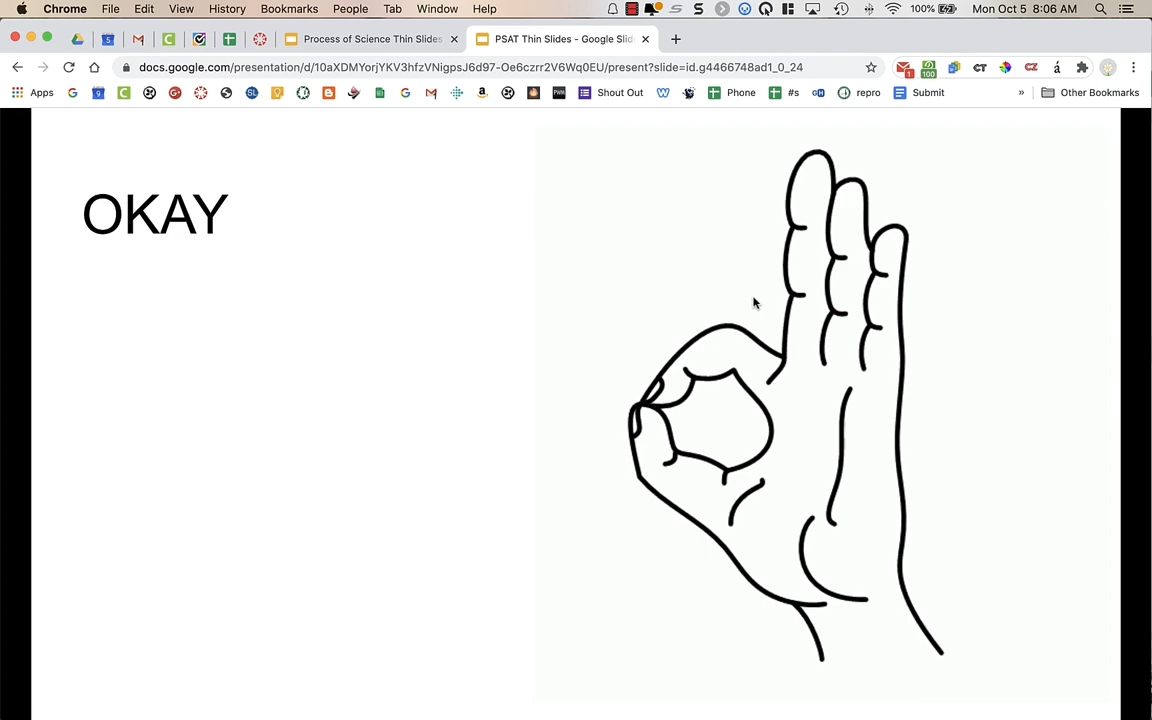 Chrome File Edit View History Bookmarks People Tab Window Help 100% Mon Oct 5 8:06 AM
Process of Science Thin Slides PSAT Thin Slides - Google Slid
docs.google.com/presentation/d/10aXDMYorjYKV3hfzVNigpsJ6d97-Oe6czrr2V6Wq0EU/present?slide=id.g4466748ad1_0_24
Apps Shout Out Phone #s repro Submit » Other Bookmarks
OKAY